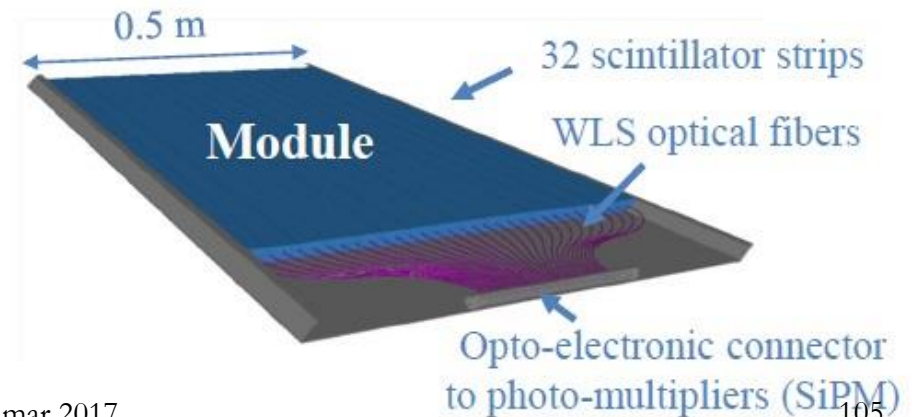 0.5 m
32 scintillator strips
WLS optical fibers
Module
Opto-electronic connector
to photo-multipliers (SiPM)
mar 2017
105